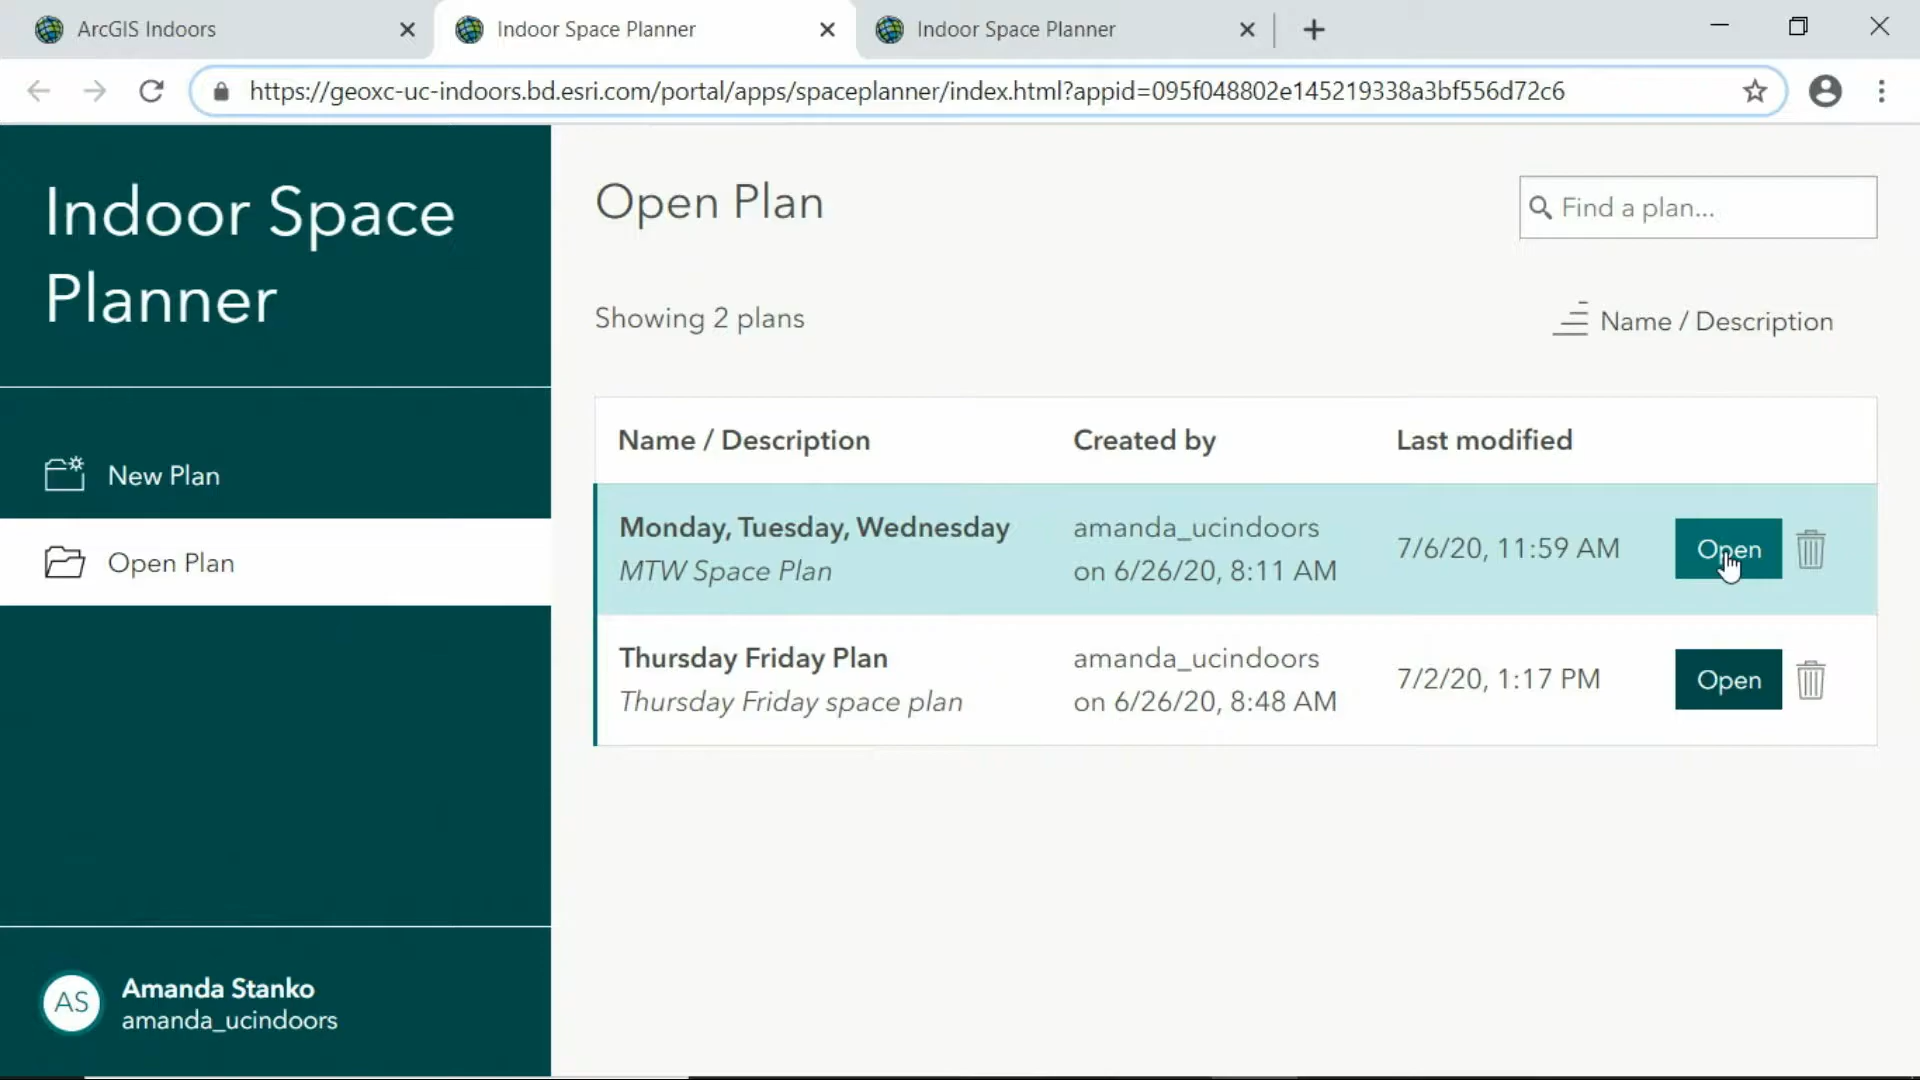 ArcGIS Indoors
Indoor Space Planner
Indoor Space Planner
https://geoxc-uc-indoors.bd.esri.com/portal/apps/spaceplanner/index.html?appid=095f048802e145219338a3bf556d72c6
Indoor Space
Planner
New Plan
Open Plan
Amanda Stanko
AS
amanda_ucindoors
Open Plan
Find a plan...
Showing 2 plans
Name / Description
Name / Description Created by Last modified
Monday, Tuesday, Wednesday amanda_ucindoors
MTW Space Plan on 6/26/20, 8:11 AM 7/6/20, 11:59 AM Open
Thursday Friday Plan amanda_ucindoors
Thursday Friday space plan on 6/26/20, 8:48 AM 7/2/20, 1:17 PM Open